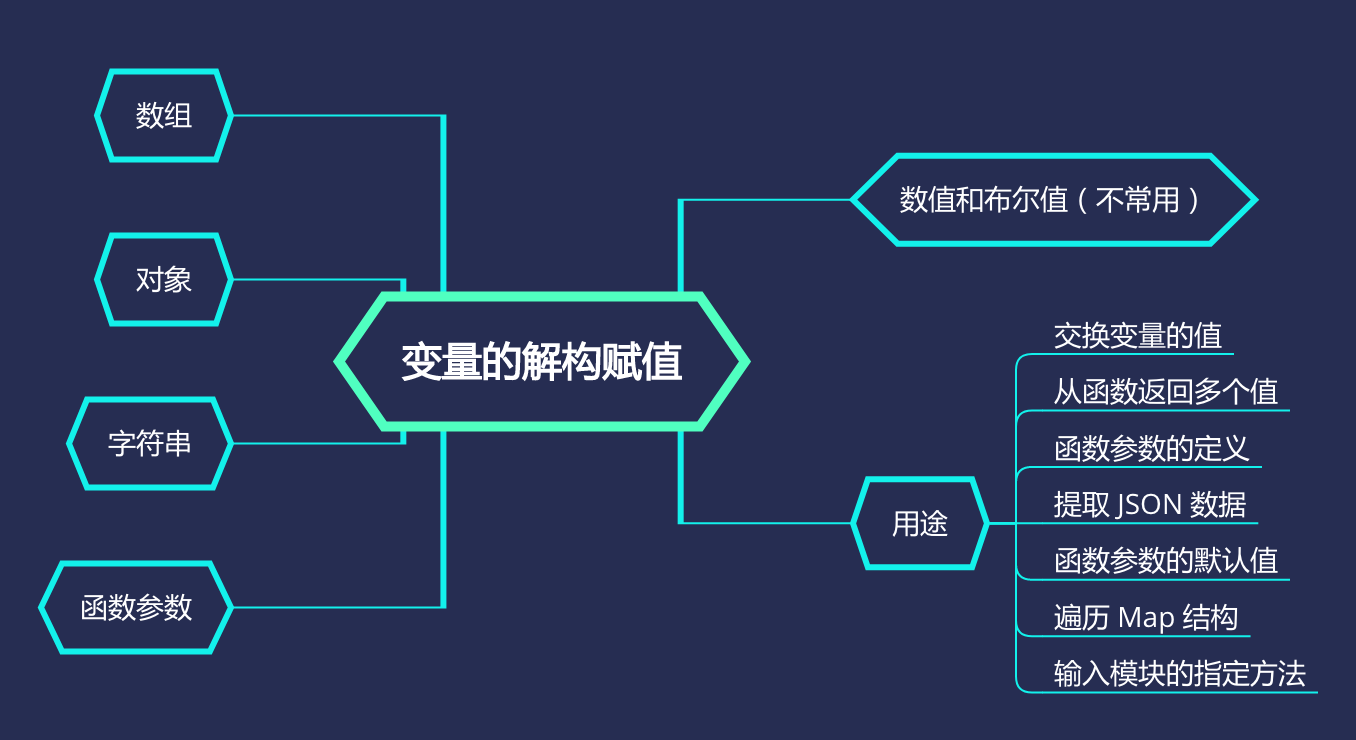 变量的解构赋值
数组
对象
字符串
函数参数
数值和布尔值（不常用）
用途
交换变量的值
从函数返回多个值
函数参数的定义
提取 JSON 数据
函数参数的默认值
遍历 Map 结构
输入模块的指定方法